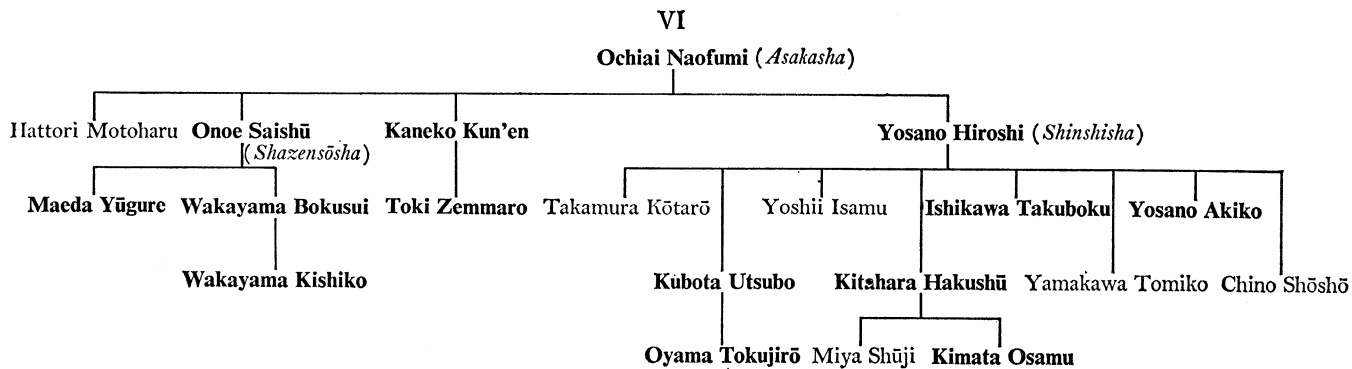 VI
Ochiai Naofumi (Asakasha)
Hattori Motoharu Onoe Saishū Kaneko Kun'en Yosano Hiroshi (Shinshisha)
(Shazensōsha)
Maeda Yūgure Wakayama Bokusui Toki Zemmaro Takamura Kōtarō Yoshii Isamu Ishikawa Takuboku Yosano Akiko
Wakayama Kishiko Kubota Utsubo Kitahara Hakushū Yamakawa Tomiko Chino Shōshō
Oyama Tokujirō Miya Shūji Kimata Osamu